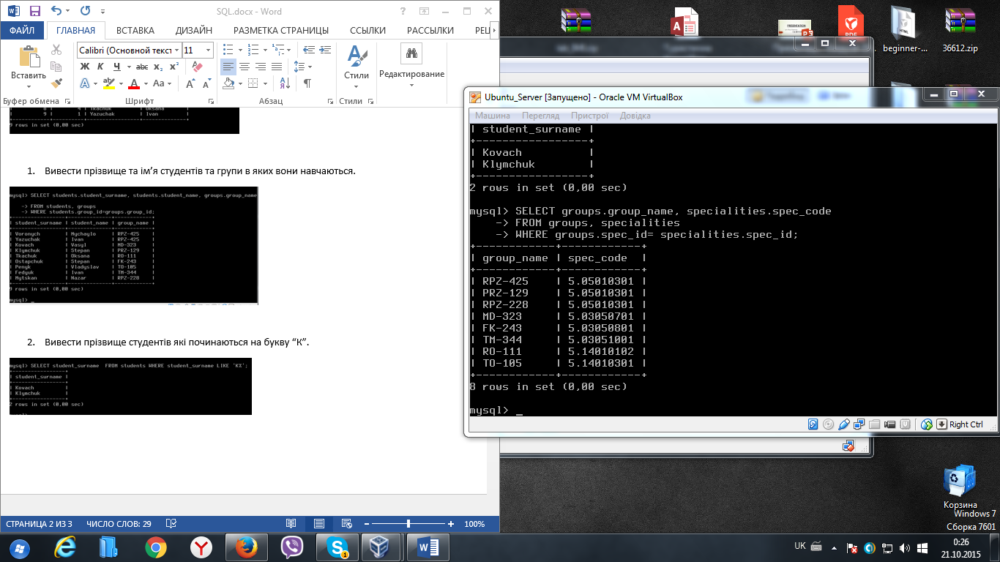 SQL.docx - Word
ФАЙЛ ГЛАВНАЯ ВСТАВКА ДИЗАЙН РАЗМЕТКА СТРАНИЦЫ ССЫЛКИ РАССЫЛКИ РЕЦ
Calibri (Основной текст 11
Вставить
Ж К Ч abc x₂ x²
Стили
Редактирование
Буфер обмена Шрифт Абзац Стили
| 8 | 4 | Tkachuk | Oksana |
| 9 | 1 | Yazuchak | Ivan |
9 rows in set (0,00 sec)
1. Вивести прізвище та ім’я студентів та групи в яких вони навчаються.
mysql> SELECT students.student_surname, students.student_name, groups.group_name
-> FROM students, groups
-> WHERE students.group_id=groups.group_id;
| student_surname | student_name | group_name |
| Voronych | Mychaylo | RPZ-425 |
| Yazuchak | Ivan | RPZ-425 |
| Kovach | Vasyl | MD-323 |
| Klymchuk | Stepan | PRZ-129 |
| Tkachuk | Oksana | RO-111 |
| Ostapchuk | Stepan | FK-243 |
| Penyk | Vladyslav | TO-105 |
| Fedyuk | Ivan | TM-344 |
| Mytskan | Nazar | RPZ-228 |
9 rows in set (0,00 sec)
mysql> _
2. Вивести прізвище студентів які починаються на букву “К”.
mysql> SELECT student_surname FROM students WHERE student_surname LIKE 'K%';
| student_surname |
| Kovach |
| Klymchuk |
2 rows in set (0,00 sec)
СТРАНИЦА 2 ИЗ 3 ЧИСЛО СЛОВ: 29 100%
beginner-...
36612.zip
Ubuntu_Server [Запущено] - Oracle VM VirtualBox
Машина Перегляд Пристрої Довідка
| student_surname |
+-----------------+
| Kovach |
| Klymchuk |
+-----------------+
2 rows in set (0,00 sec)
mysql> SELECT groups.group_name, specialities.spec_code
-> FROM groups, specialities
-> WHERE groups.spec_id= specialities.spec_id;
+------------+------------+
| group_name | spec_code |
+------------+------------+
| RPZ-425 | 5.05010301 |
| PRZ-129 | 5.05010301 |
| RPZ-228 | 5.05010301 |
| MD-323 | 5.03050701 |
| FK-243 | 5.03050801 |
| TM-344 | 5.03051001 |
| RO-111 | 5.14010102 |
| TO-105 | 5.14010301 |
+------------+------------+
8 rows in set (0,00 sec)
mysql> _
Right Ctrl
Корзина
Windows 7
Сборка 7601
UK
0:26
21.10.2015